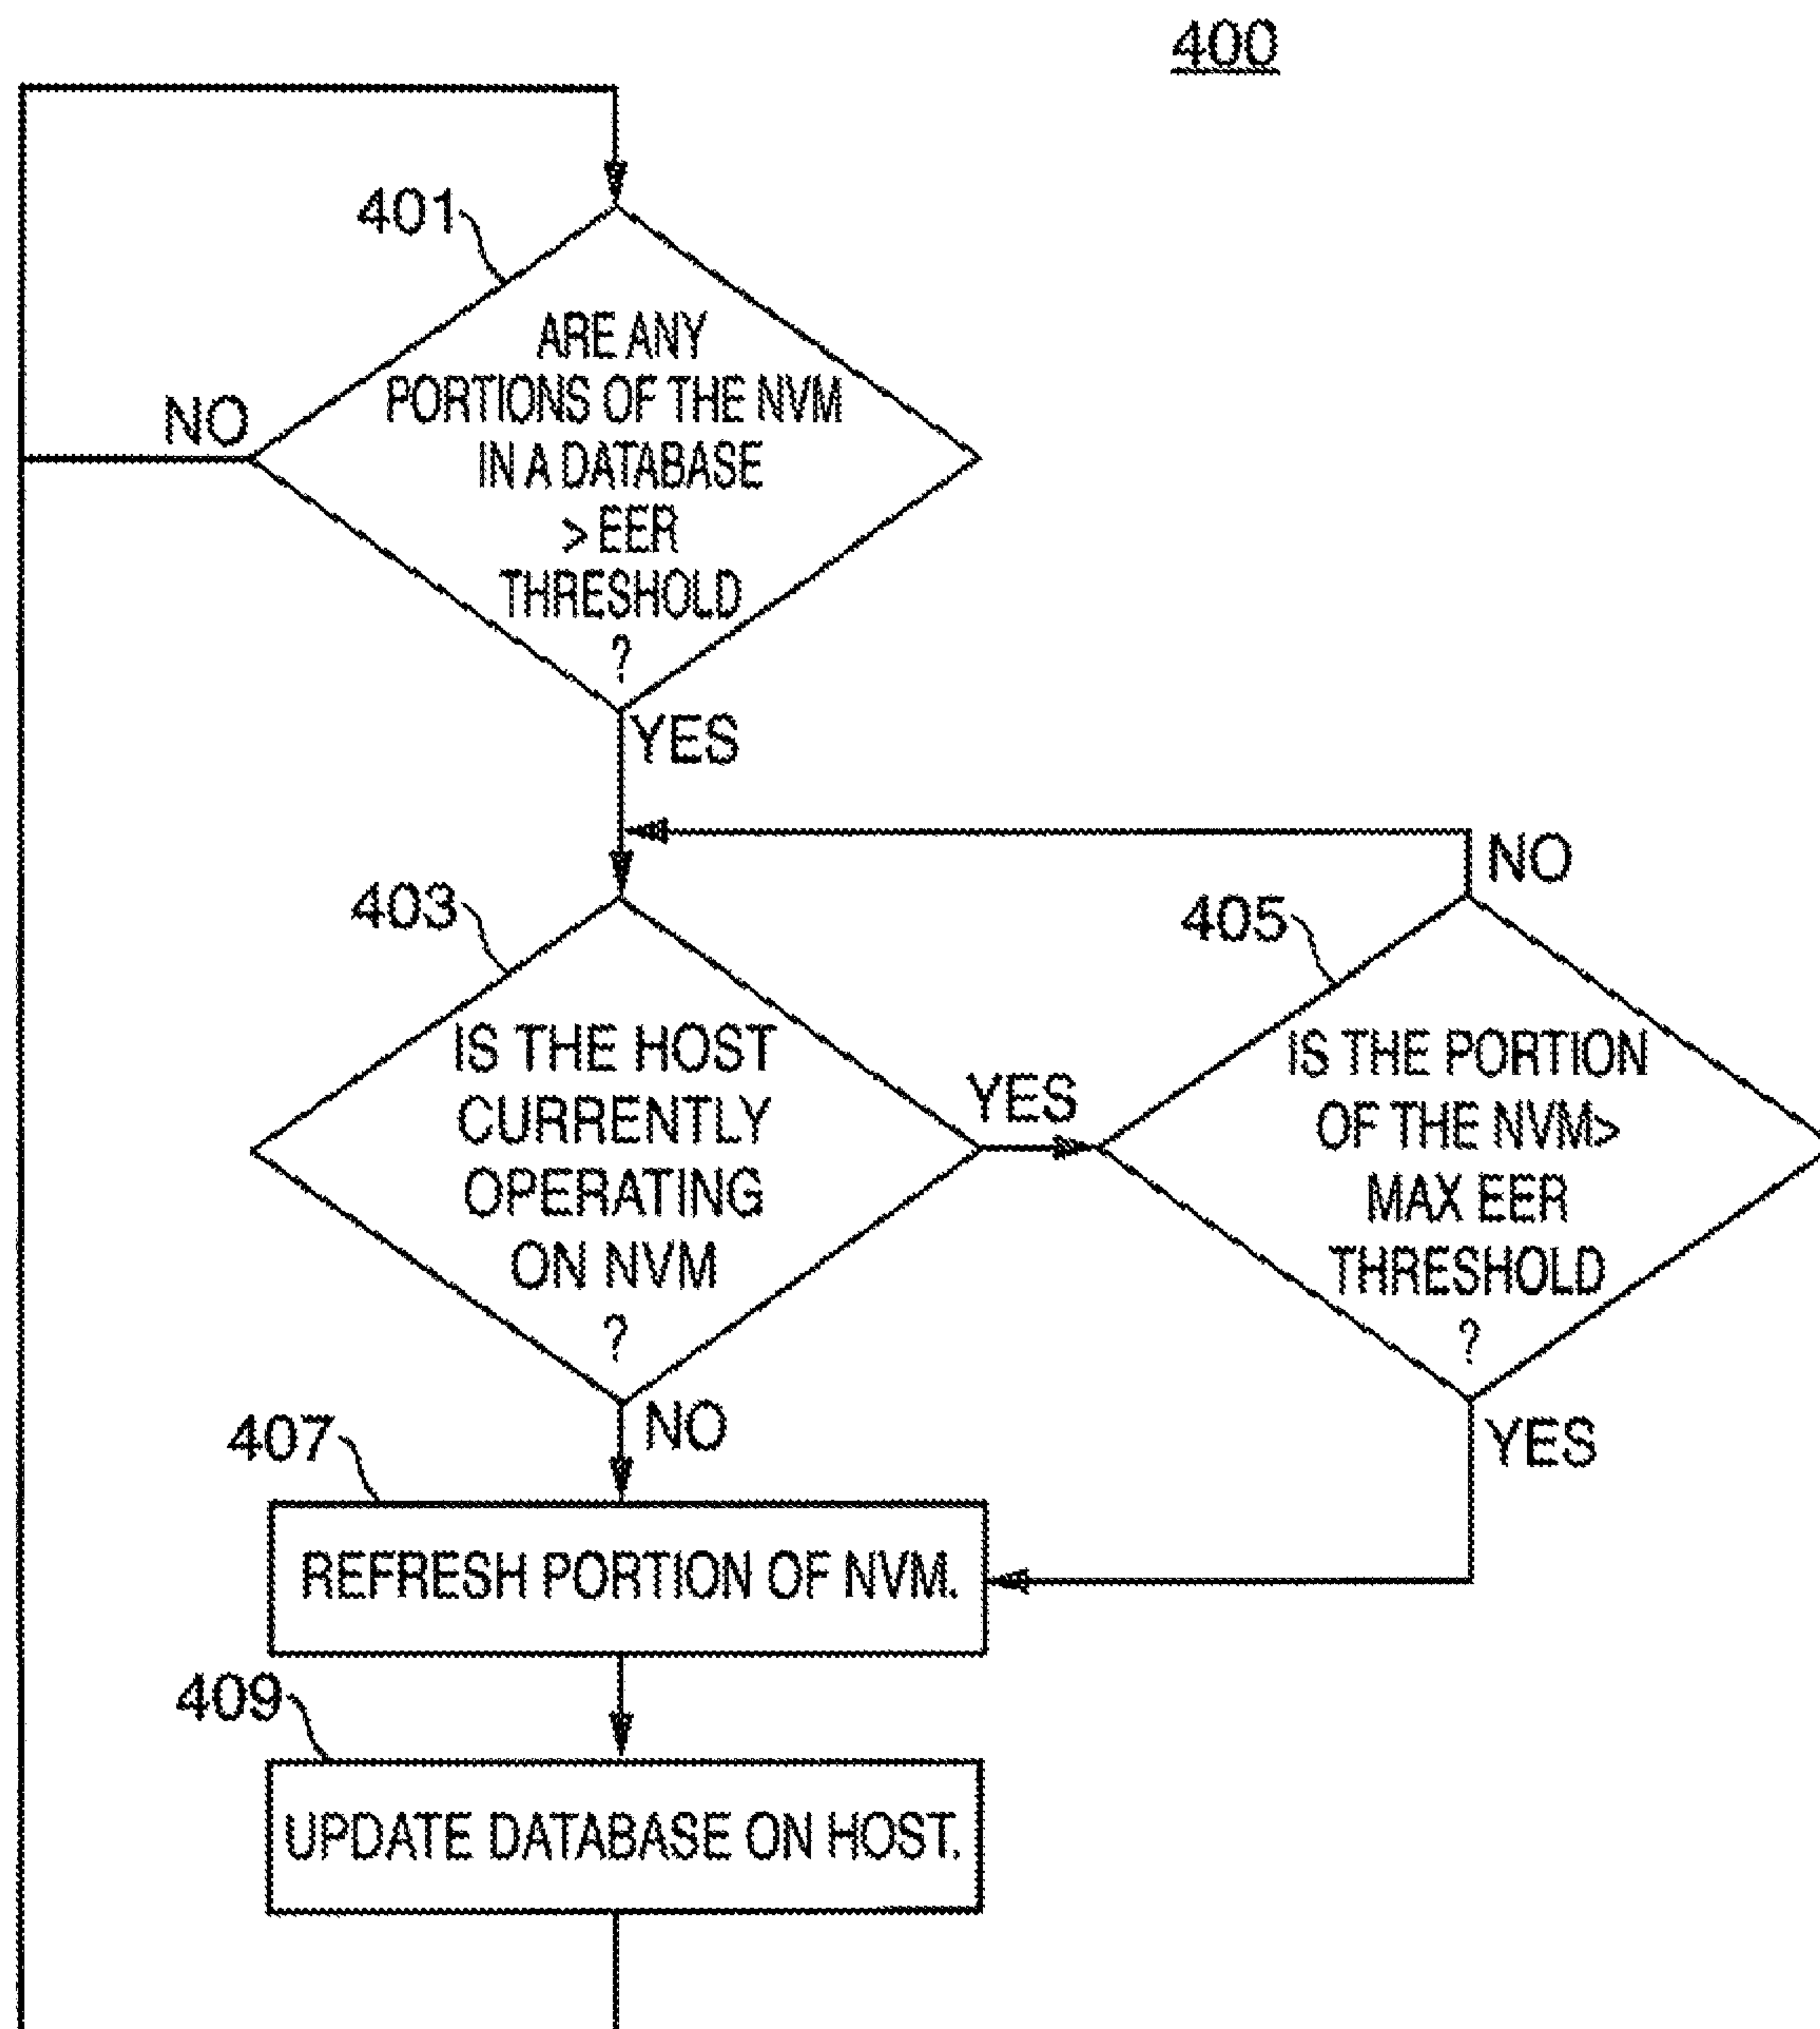 400
401
ARE ANY
PORTIONS OF THE NVM
IN A DATABASE
> EER
THRESHOLD
?
NO
YES
403
IS THE HOST
CURRENTLY
OPERATING
ON NVM
?
YES
NO
405
IS THE PORTION
OF THE NVM>
MAX EER
THRESHOLD
?
NO
YES
407
REFRESH PORTION OF NVM.
409
UPDATE DATABASE ON HOST.